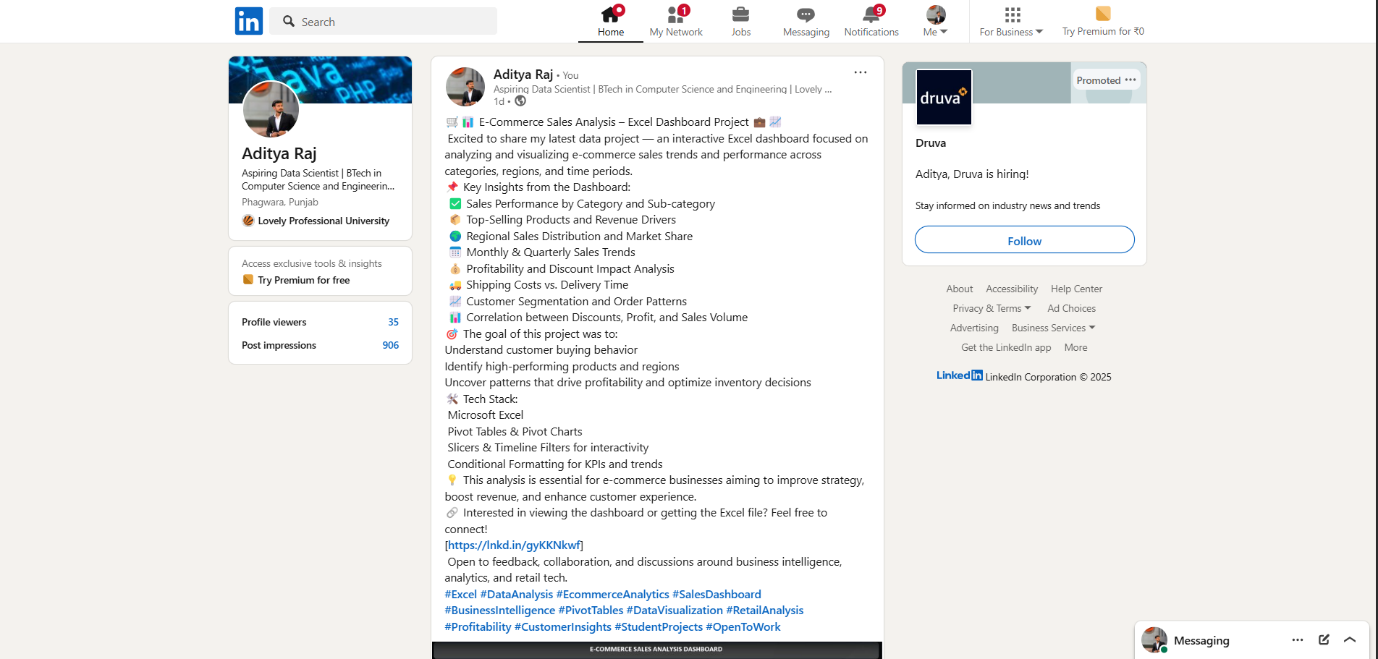 in
Search
Home
1
My Network
Jobs
Messaging
9
Notifications
Me
For Business
Try Premium for ₹0
Java
PHP
Aditya Raj
Aspiring Data Scientist | BTech in
Computer Science and Engineerin...
Phagwara, Punjab
Lovely Professional University
Access exclusive tools & insights
Try Premium for free
Profile viewers 35
Post impressions 906
Aditya Raj • You
Aspiring Data Scientist | BTech in Computer Science and Engineering | Lovely ...
1d •
🛒 📊 E-Commerce Sales Analysis – Excel Dashboard Project 💼 📈
Excited to share my latest data project — an interactive Excel dashboard focused on
analyzing and visualizing e-commerce sales trends and performance across
categories, regions, and time periods.
📌 Key Insights from the Dashboard:
✅ Sales Performance by Category and Sub-category
📦 Top-Selling Products and Revenue Drivers
🌍 Regional Sales Distribution and Market Share
📅 Monthly & Quarterly Sales Trends
💰 Profitability and Discount Impact Analysis
🚚 Shipping Costs vs. Delivery Time
📈 Customer Segmentation and Order Patterns
📊 Correlation between Discounts, Profit, and Sales Volume
🎯 The goal of this project was to:
Understand customer buying behavior
Identify high-performing products and regions
Uncover patterns that drive profitability and optimize inventory decisions
🛠️ Tech Stack:
Microsoft Excel
Pivot Tables & Pivot Charts
Slicers & Timeline Filters for interactivity
Conditional Formatting for KPIs and trends
💡 This analysis is essential for e-commerce businesses aiming to improve strategy,
boost revenue, and enhance customer experience.
🔗 Interested in viewing the dashboard or getting the Excel file? Feel free to
connect!
[https://lnkd.in/gyKKNkwf]
Open to feedback, collaboration, and discussions around business intelligence,
analytics, and retail tech.
#Excel #DataAnalysis #EcommerceAnalytics #SalesDashboard
#BusinessIntelligence #PivotTables #DataVisualization #RetailAnalysis
#Profitability #CustomerInsights #StudentProjects #OpenToWork
E-COMMERCE SALES ANALYSIS DASHBOARD
Promoted
druva
Druva
Aditya, Druva is hiring!
Stay informed on industry news and trends
Follow
About Accessibility Help Center
Privacy & Terms Ad Choices
Advertising Business Services
Get the LinkedIn app More
LinkedIn LinkedIn Corporation © 2025
Messaging